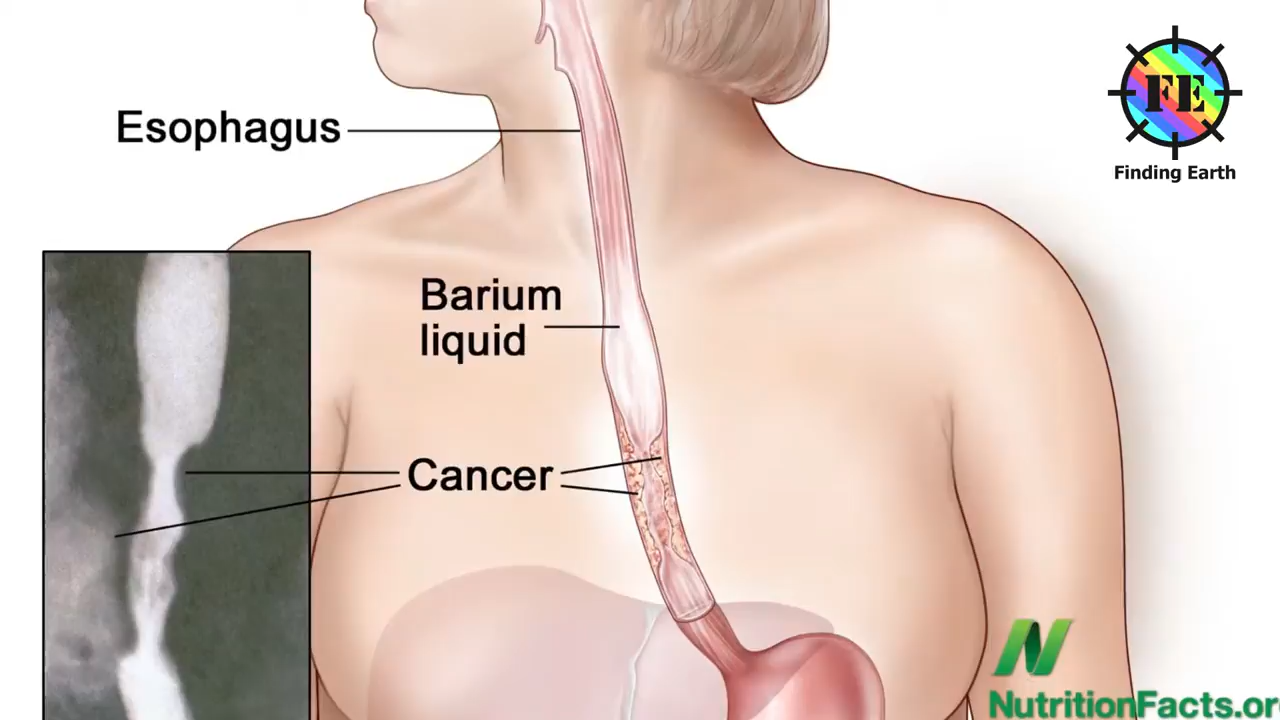 FE
Finding Earth
Esophagus
Barium
liquid
Cancer
NutritionFacts.or